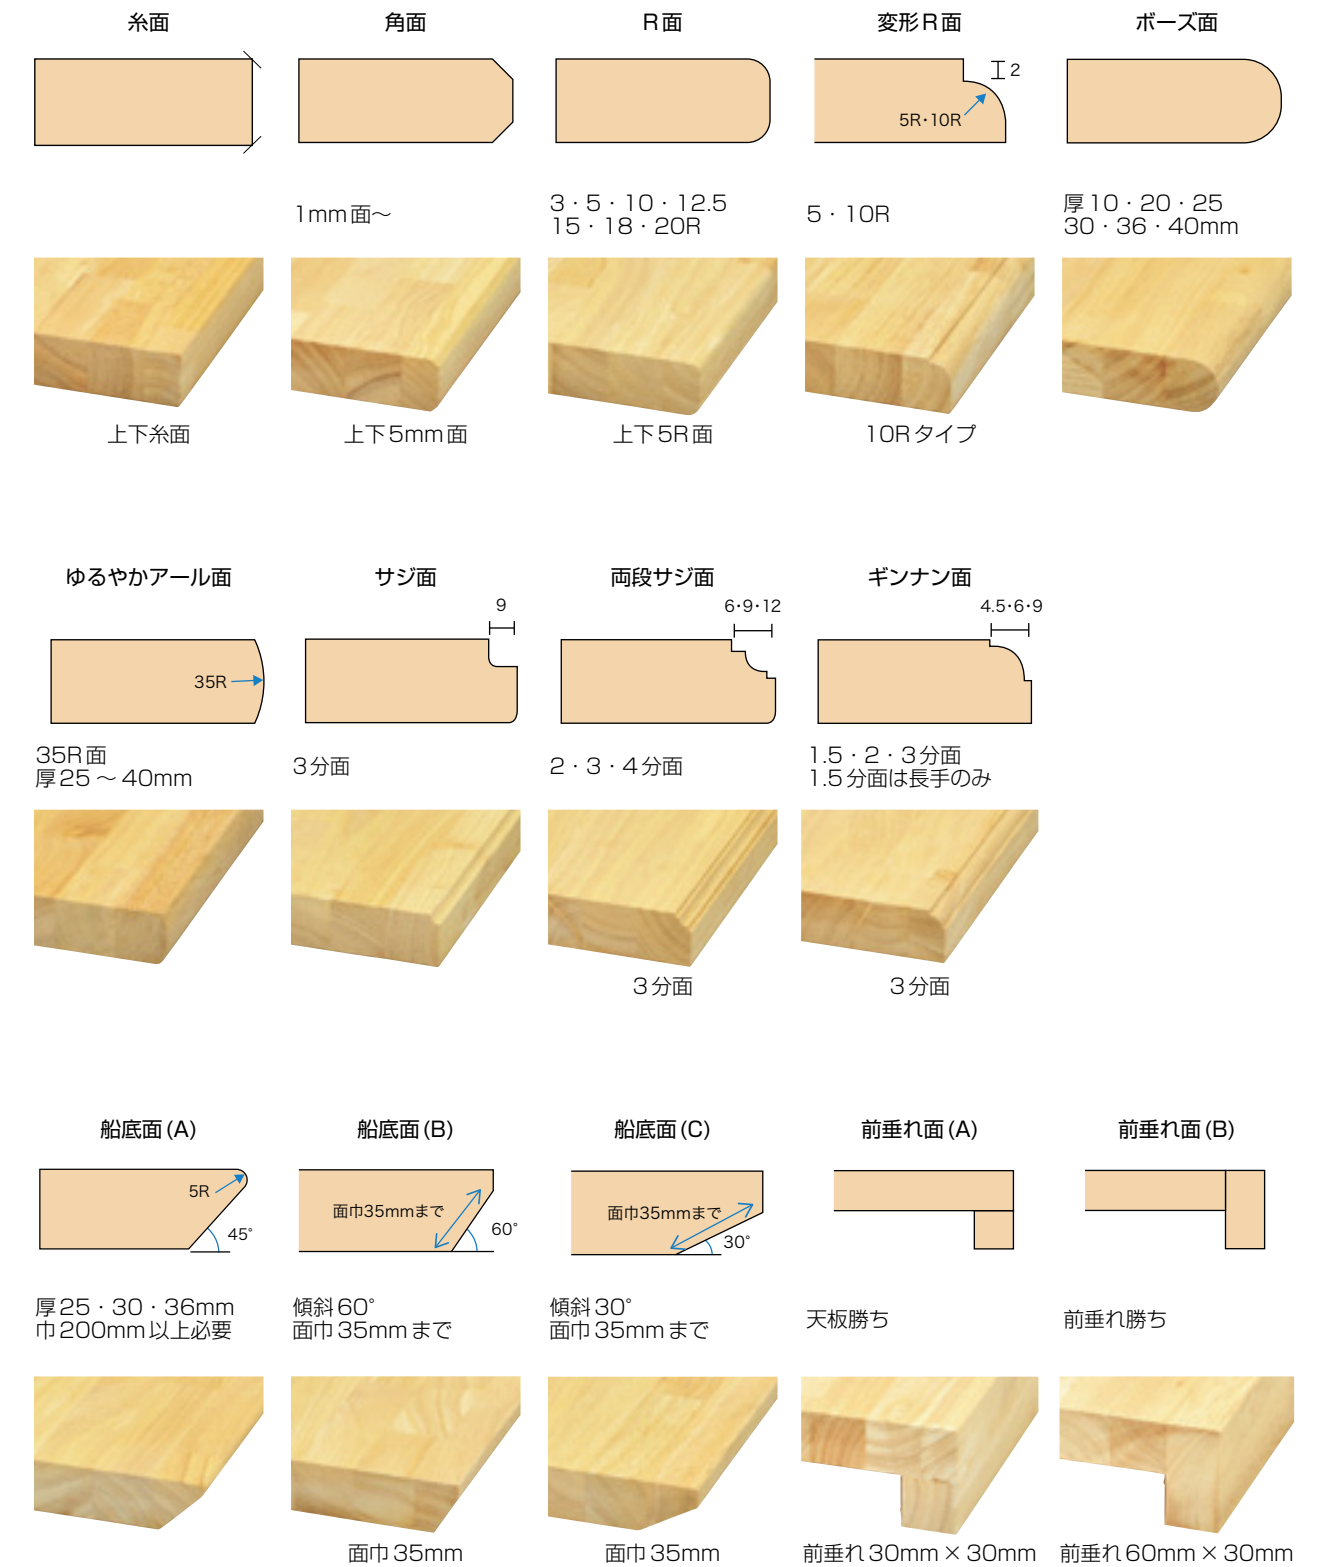 糸面
角面
R面
変形R面
ボーズ面
2
5R・10R
1mm面〜
3・5・10・12.5
15・18・20R
5・10R
厚10・20・25
30・36・40mm
上下糸面
上下5mm面
上下5R面
10Rタイプ
ゆるやかアール面
サジ面
両段サジ面
ギンナン面
9
6・9・12
4.5・6・9
35R
35R面
厚25〜40mm
3分面
2・3・4分面
1.5・2・3分面
1.5分面は長手のみ
3分面
3分面
船底面(A)
船底面(B)
船底面(C)
前垂れ面(A)
前垂れ面(B)
5R
45°
面巾35mmまで
60°
面巾35mmまで
30°
厚25・30・36mm
巾200mm以上必要
傾斜60°
面巾35mmまで
傾斜30°
面巾35mmまで
天板勝ち
前垂れ勝ち
面巾35mm
面巾35mm
前垂れ30mm×30mm
前垂れ60mm×30mm